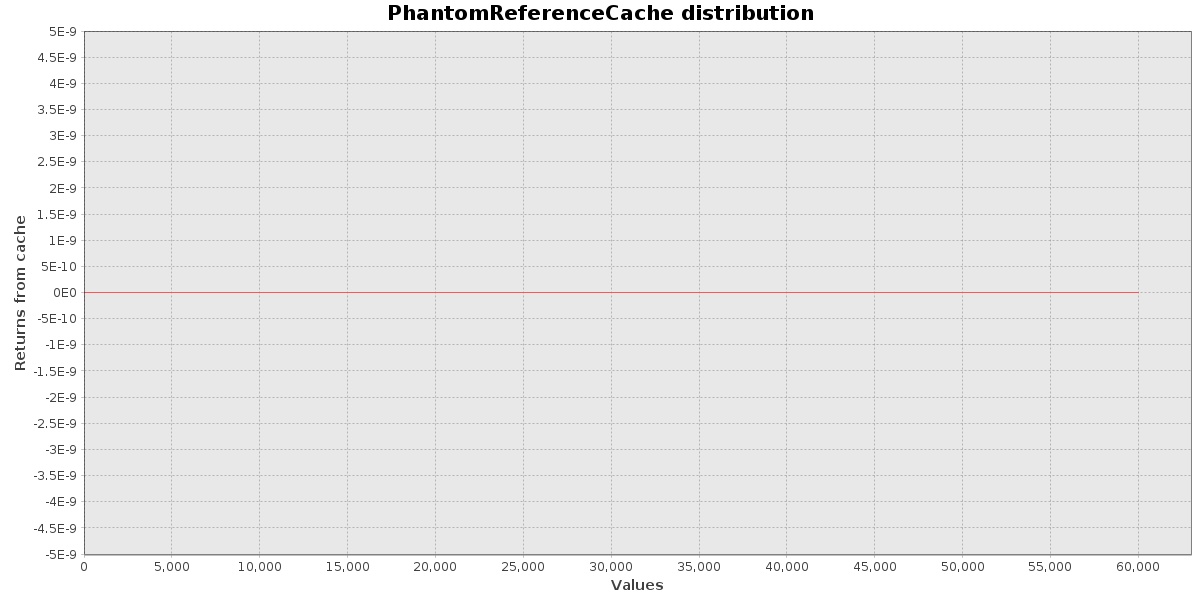 PhantomReferenceCache distribution
Returns from cache
5E-9
4.5E-9
4E-9
3.5E-9
3E-9
2.5E-9
2E-9
1.5E-9
1E-9
5E-10
0E0
-5E-10
-1E-9
-1.5E-9
-2E-9
-2.5E-9
-3E-9
-3.5E-9
-4E-9
-4.5E-9
-5E-9
0 5,000 10,000 15,000 20,000 25,000 30,000 35,000 40,000 45,000 50,000 55,000 60,000
Values